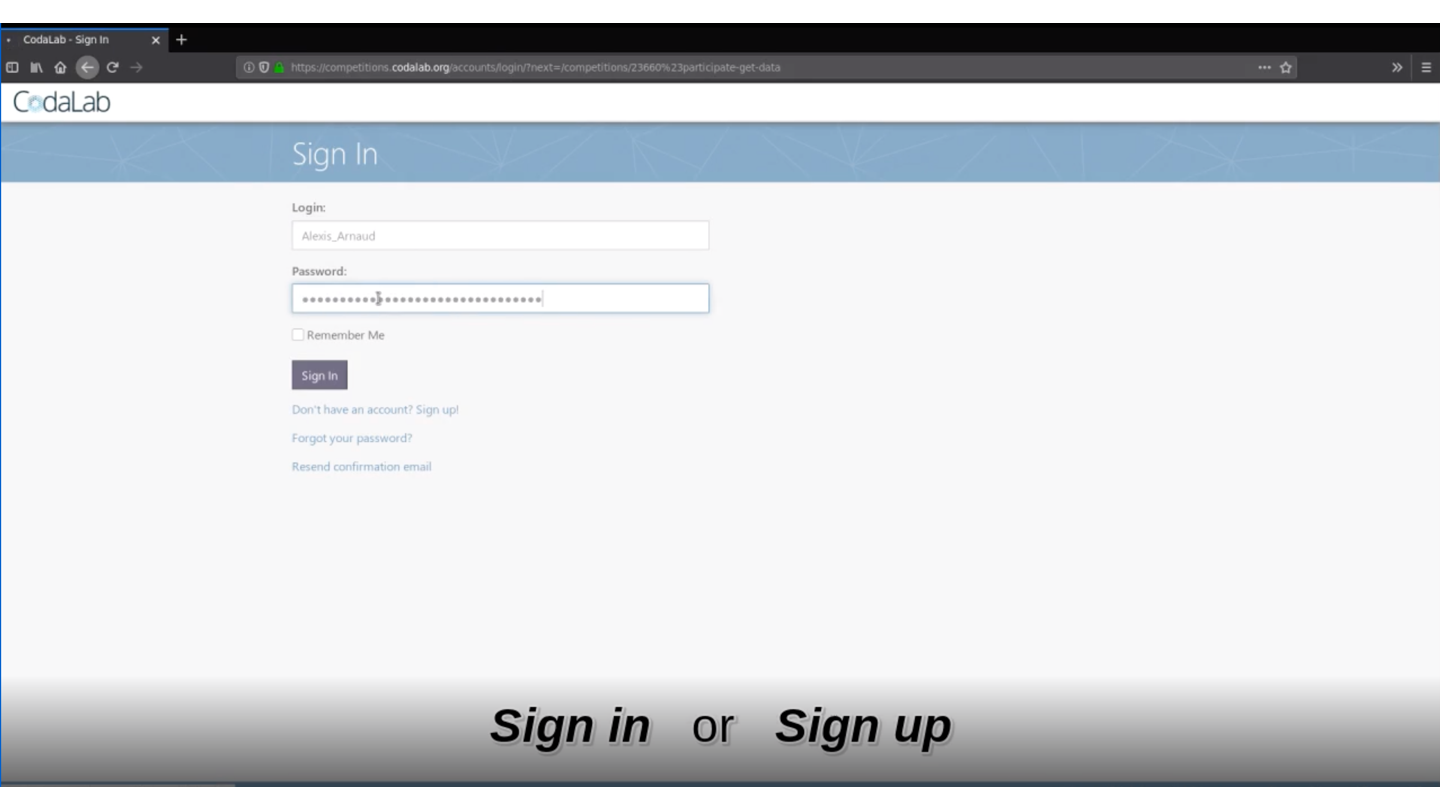 CodaLab - Sign In
https://competitions.codalab.org/accounts/login/?next=/competitions/23660%23participate-get-data
CodaLab
Sign In
Login:
Alexis_Arnaud
Password:
Remember Me
Sign In
Don't have an account? Sign up!
Forgot your password?
Resend confirmation email
Sign in or Sign up